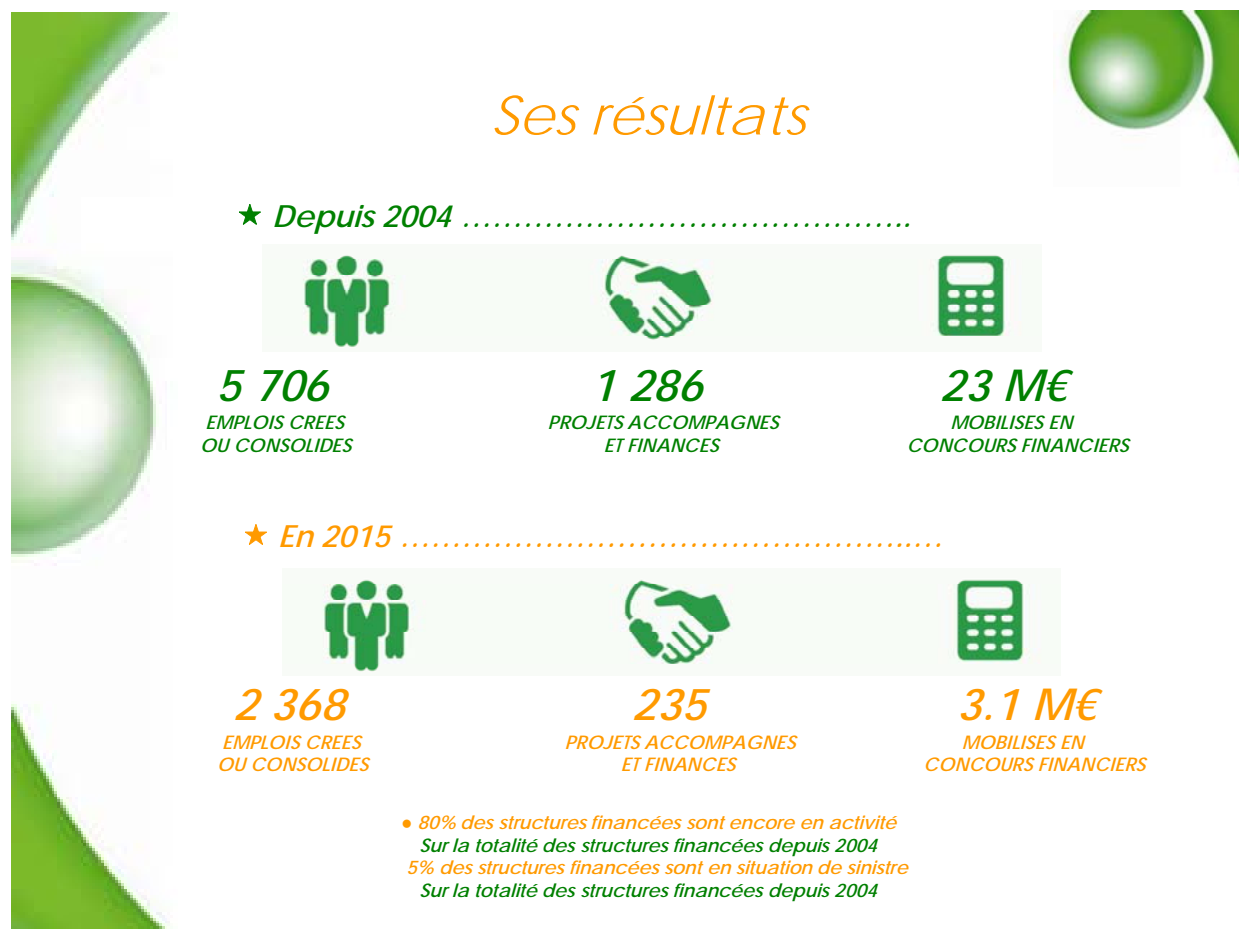 Ses résultats
★ Depuis 2004 ……………………………………..
5 706
EMPLOIS CREES
OU CONSOLIDES
1 286
PROJETS ACCOMPAGNES
ET FINANCES
23 M€
MOBILISES EN
CONCOURS FINANCIERS
★ En 2015 …………………………………………..…
2 368
EMPLOIS CREES
OU CONSOLIDES
235
PROJETS ACCOMPAGNES
ET FINANCES
3.1 M€
MOBILISES EN
CONCOURS FINANCIERS
● 80% des structures financées sont encore en activité
Sur la totalité des structures financées depuis 2004
5% des structures financées sont en situation de sinistre
Sur la totalité des structures financées depuis 2004